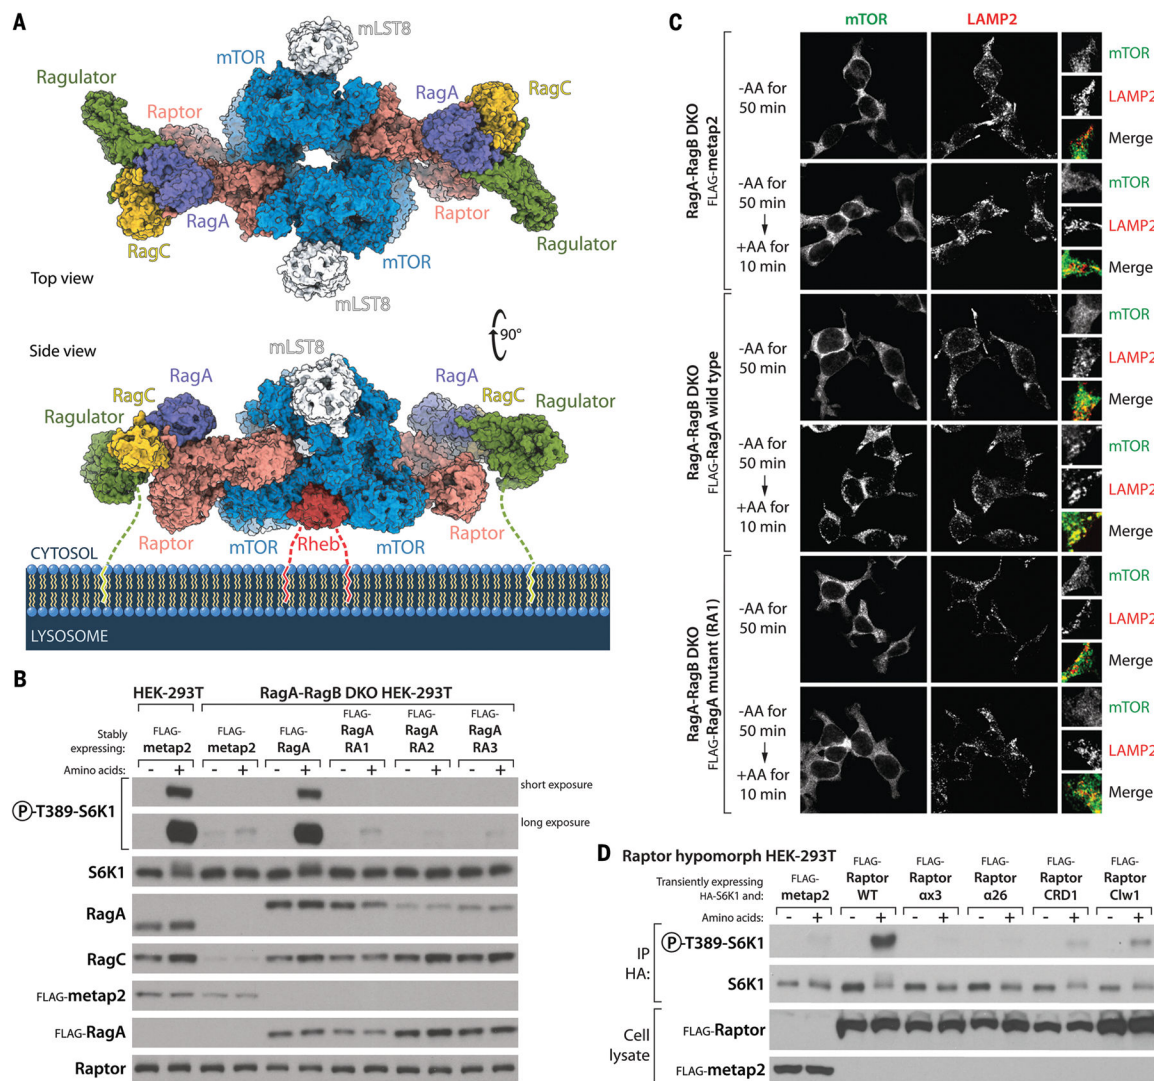 A
mLST8
mTOR
Ragulator
RagA
RagC
Raptor
RagC
RagA
Raptor
mTOR
Ragulator
Top view
mLST8
90°
Side view
mLST8
RagA
RagC
Ragulator
RagA
RagC
Ragulator
Raptor
mTOR
Rheb
mTOR
Raptor
CYTOSOL
LYSOSOME
B
HEK-293T
RagA-RagB DKO HEK-293T
Stably
expressing:
FLAG-
metap2
FLAG-
metap2
FLAG-
RagA
FLAG-
RagA
RA1
FLAG-
RagA
RA2
FLAG-
RagA
RA3
Amino acids: - + - + - + - + - + - +
P-T389-S6K1
short exposure
long exposure
S6K1
RagA
RagC
FLAG-metap2
FLAG-RagA
Raptor
C
mTOR LAMP2
RagA-RagB DKO
FLAG-metap2
-AA for
50 min
mTOR
LAMP2
Merge
-AA for
50 min
+AA for
10 min
mTOR
LAMP2
Merge
RagA-RagB DKO
FLAG-RagA wild type
-AA for
50 min
mTOR
LAMP2
Merge
-AA for
50 min
+AA for
10 min
mTOR
LAMP2
Merge
RagA-RagB DKO
FLAG-RagA mutant (RA1)
-AA for
50 min
mTOR
LAMP2
Merge
-AA for
50 min
+AA for
10 min
mTOR
LAMP2
Merge
D
Raptor hypomorph HEK-293T
Transiently expressing
HA-S6K1 and:
FLAG-
metap2
FLAG-
Raptor
WT
FLAG-
Raptor
αx3
FLAG-
Raptor
α26
FLAG-
Raptor
CRD1
FLAG-
Raptor
Clw1
Amino acids: - + - + - + - + - + - +
IP
HA:
P-T389-S6K1
S6K1
Cell
lysate
FLAG-Raptor
FLAG-metap2